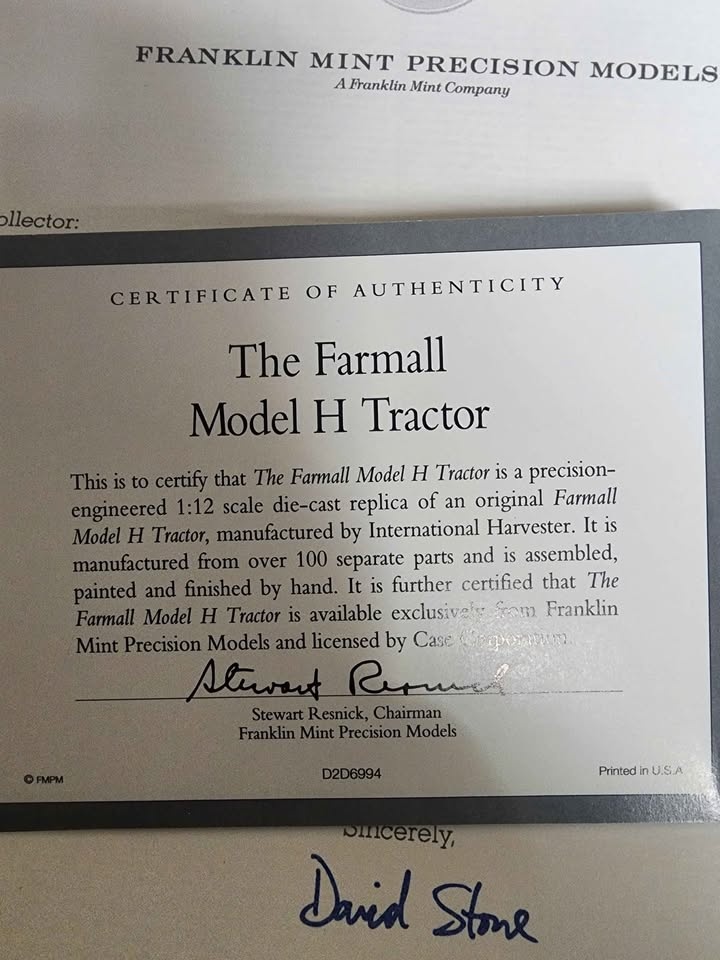 FRANKLIN MINT PRECISION MODELS
A Franklin Mint Company
ollector:
CERTIFICATE OF AUTHENTICITY
The Farmall
Model H Tractor
This is to certify that The Farmall Model H Tractor is a precision-
engineered 1:12 scale die-cast replica of an original Farmall
Model H Tractor, manufactured by International Harvester. It is
manufactured from over 100 separate parts and is assembled,
painted and finished by hand. It is further certified that The
Farmall Model H Tractor is available exclusively from Franklin
Mint Precision Models and licensed by Case Corporation.
Stewart Resnick
Stewart Resnick, Chairman
Franklin Mint Precision Models
© FMPM D2D6994 Printed in U.S.A
Sincerely,
David Stone